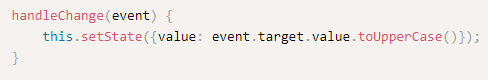 handleChange(event) {
    this.setState({value: event.target.value.toUpperCase()});
}